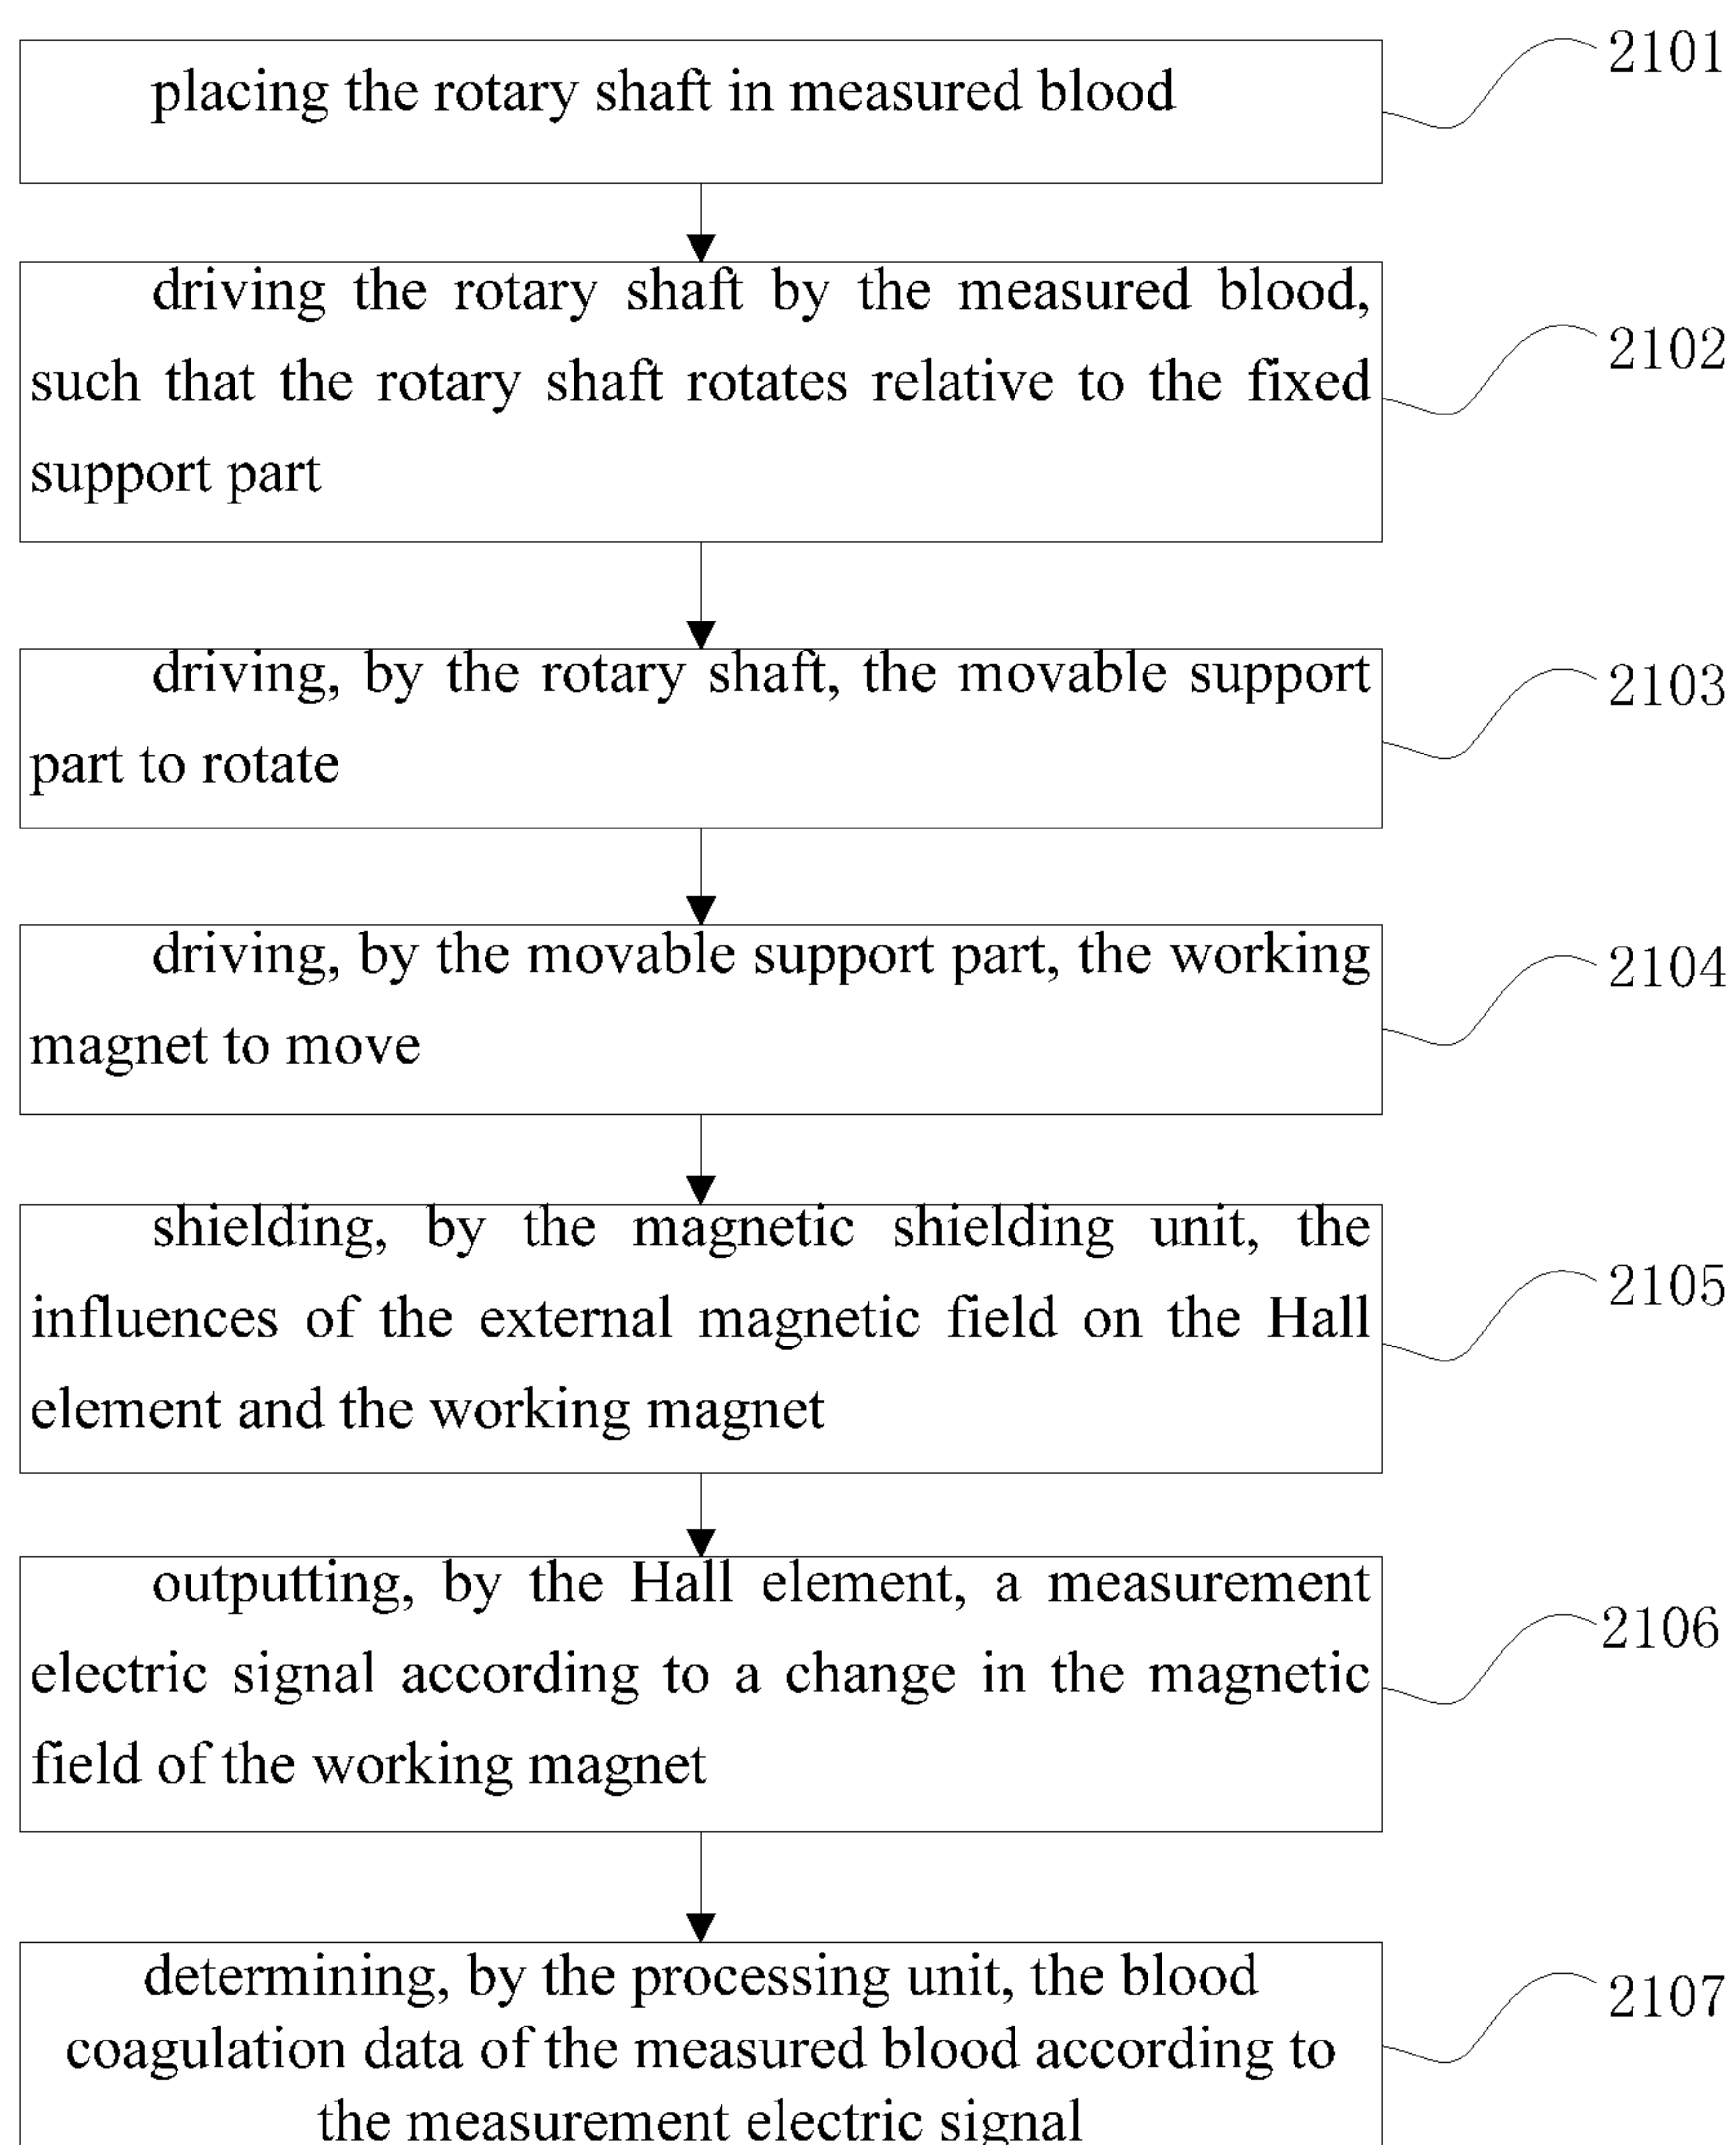 placing the rotary shaft in measured blood
2101
driving the rotary shaft by the measured blood,
such that the rotary shaft rotates relative to the fixed
support part
2102
driving, by the rotary shaft, the movable support
part to rotate
2103
driving, by the movable support part, the working
magnet to move
2104
shielding, by the magnetic shielding unit, the
influences of the external magnetic field on the Hall
element and the working magnet
2105
outputting, by the Hall element, a measurement
electric signal according to a change in the magnetic
field of the working magnet
2106
determining, by the processing unit, the blood
coagulation data of the measured blood according to
the measurement electric signal
2107